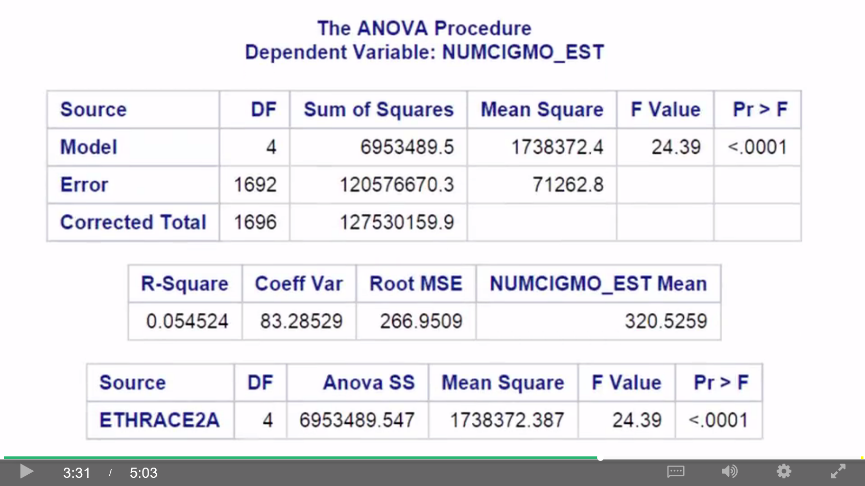 The ANOVA Procedure
Dependent Variable: NUMCIGMO_EST
Source DF Sum of Squares Mean Square F Value Pr > F
Model 4 6953489.5 1738372.4 24.39 <.0001
Error 1692 120576670.3 71262.8
Corrected Total 1696 127530159.9
R-Square Coeff Var Root MSE NUMCIGMO_EST Mean
0.054524 83.28529 266.9509 320.5259
Source DF Anova SS Mean Square F Value Pr > F
ETHRACE2A 4 6953489.547 1738372.387 24.39 <.0001
3:31 / 5:03